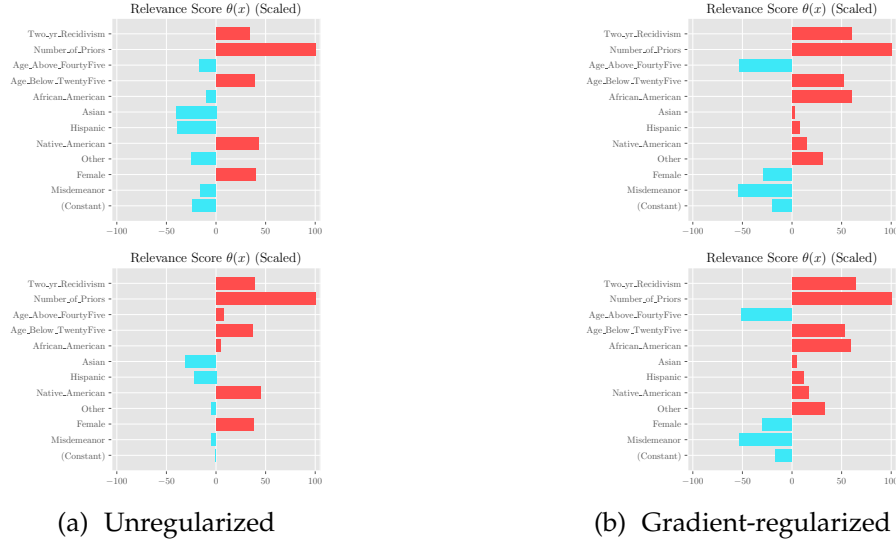 Relevance Score θ(x) (Scaled)
Two_yr_Recidivism
Number_of_Priors
Age_Above_FourtyFive
Age_Below_TwentyFive
African_American
Asian
Hispanic
Native_American
Other
Female
Misdemeanor
(Constant)
−100 −50 0 50 100
Relevance Score θ(x) (Scaled)
Two_yr_Recidivism
Number_of_Priors
Age_Above_FourtyFive
Age_Below_TwentyFive
African_American
Asian
Hispanic
Native_American
Other
Female
Misdemeanor
(Constant)
−100 −50 0 50 100
(a) Unregularized
Relevance Score θ(x) (Scaled)
Two_yr_Recidivism
Number_of_Priors
Age_Above_FourtyFive
Age_Below_TwentyFive
African_American
Asian
Hispanic
Native_American
Other
Female
Misdemeanor
(Constant)
−100 −50 0 50 100
Relevance Score θ(x) (Scaled)
Two_yr_Recidivism
Number_of_Priors
Age_Above_FourtyFive
Age_Below_TwentyFive
African_American
Asian
Hispanic
Native_American
Other
Female
Misdemeanor
(Constant)
−100 −50 0 50 100
(b) Gradient-regularized